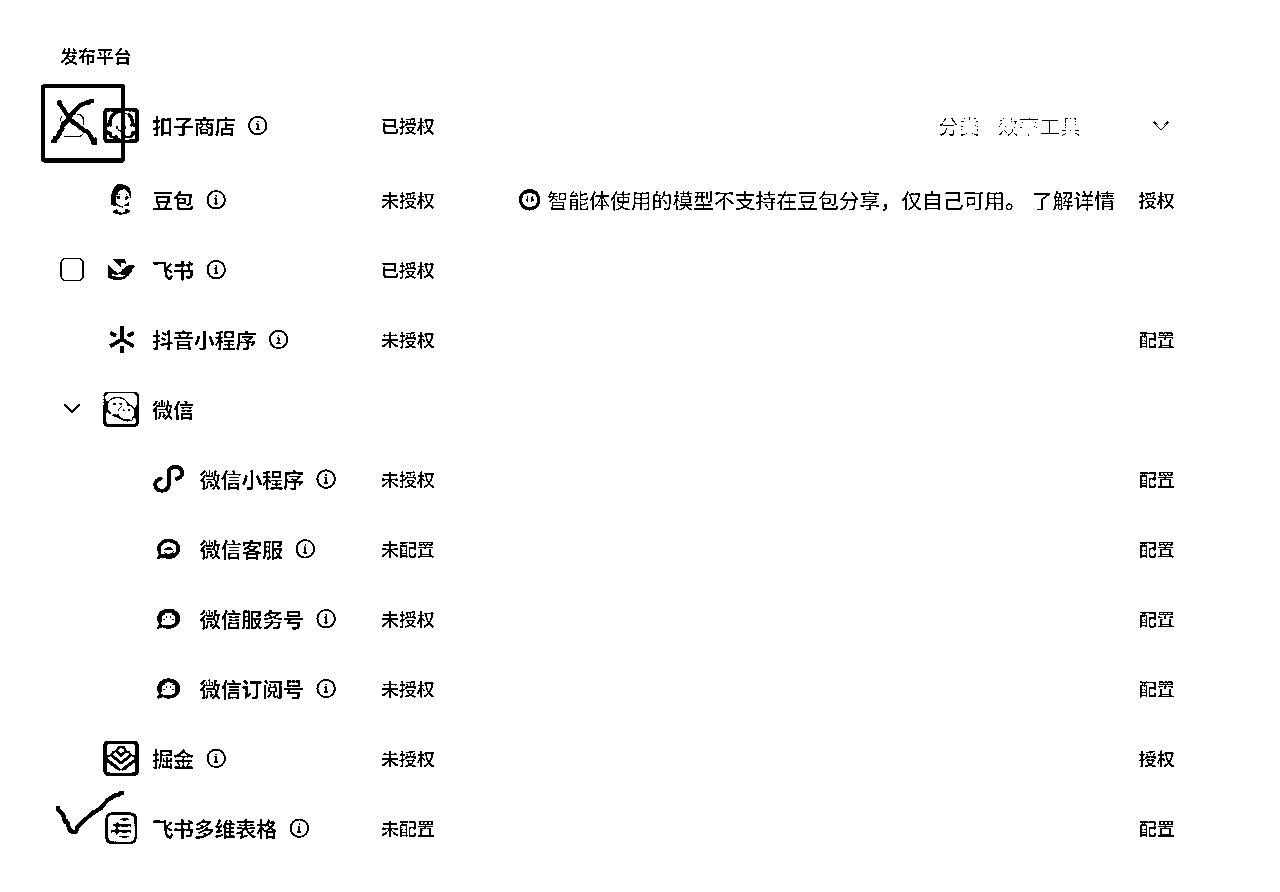 发布平台
扣子商店 已授权 分类 效率工具
豆包 未授权 智能体使用的模型不支持在豆包分享，仅自己可用。 了解详情 授权
飞书 已授权
抖音小程序 未授权 配置
微信
微信小程序 未授权 配置
微信客服 未配置 配置
微信服务号 未授权 配置
微信订阅号 未授权 配置
掘金 未授权 授权
飞书多维表格 未配置 配置